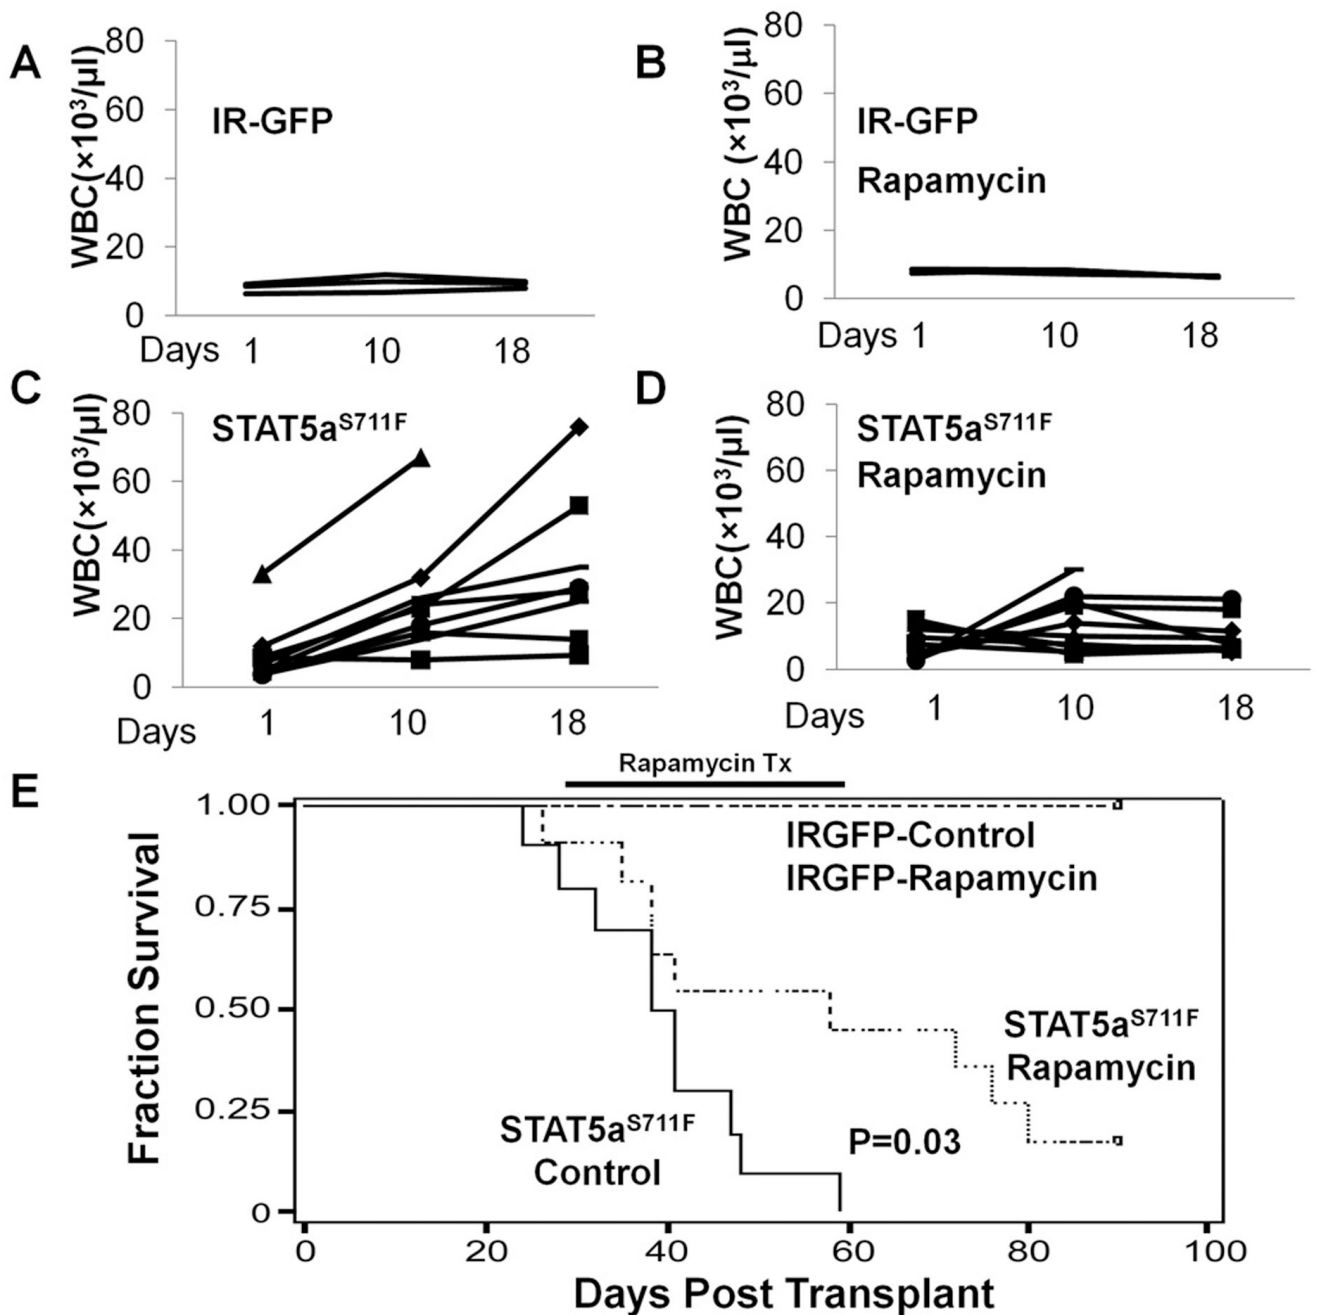 A
WBC(×10³/µl)
80
60
40
20
0
IR-GFP
Days 1 10 18
B
WBC (×10³/µl)
80
60
40
20
0
IR-GFP
Rapamycin
Days 1 10 18
C
WBC(×10³/µl)
80
60
40
20
0
STAT5aS711F
Days 1 10 18
D
WBC(×10³/µl)
80
60
40
20
0
STAT5aS711F
Rapamycin
Days 1 10 18
E
Rapamycin Tx
Fraction Survival
1.00
0.75
0.50
0.25
0
IRGFP-Control
IRGFP-Rapamycin
STAT5aS711F
Rapamycin
STAT5aS711F
Control
P=0.03
0 20 40 60 80 100
Days Post Transplant